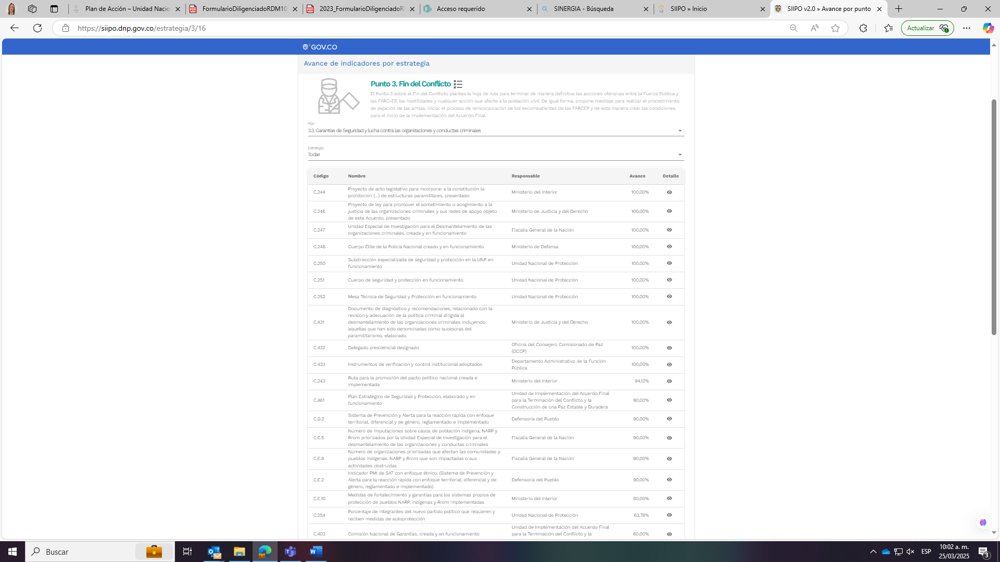 Plan de Acción – Unidad Nacio
FormularioDiligenciadoRDM10
2023_FormularioDiligenciadoR
Acceso requerido
SINERGIA - Búsqueda
SIIPO » Inicio
SIIPO v2.0 » Avance por punto
https://siipo.dnp.gov.co/estrategia/3/16
Actualizar
GOV.CO
Avance de indicadores por estrategia
Punto 3. Fin del Conflicto
El Punto 3 sobre el Fin del Conflicto plantea la hoja de ruta para terminar de manera definitiva las acciones ofensivas entre la Fuerza Pública y
las FARC-EP, las hostilidades y cualquier acción que afecte a la población civil. De igual forma, propone medidas para realizar el procedimiento
de dejación de las armas, iniciar el proceso de reincorporación de los excombatientes de las FARCEP y de esta manera crear las condiciones
para el inicio de la implementación del Acuerdo Final.
Pilar:
3.3. Garantías de Seguridad y lucha contra las organizaciones y conductas criminales
Estrategia:
Todas
Código Nombre Responsable Avance Detalle
C.244 Proyecto de acto legislativo para incorporar a la constitución la
prohibición (...) de estructuras paramilitares, presentado Ministerio del Interior 100,00%
C.246 Proyecto de ley para promover el sometimiento o acogimiento a la
justicia de las organizaciones criminales y sus redes de apoyo objeto
de este Acuerdo, presentado Ministerio de Justicia y del Derecho 100,00%
C.247 Unidad Especial de Investigación para el Desmantelamiento de las
organizaciones criminales, creada y en funcionamiento Fiscalía General de la Nación 100,00%
C.248 Cuerpo Élite de la Policía Nacional creado y en funcionamiento Ministerio de Defensa 100,00%
C.250 Subdirección especializada de seguridad y protección en la UNP en
funcionamiento Unidad Nacional de Protección 100,00%
C.251 Cuerpo de seguridad y protección en funcionamiento Unidad Nacional de Protección 100,00%
C.252 Mesa Técnica de Seguridad y Protección en funcionamiento Unidad Nacional de Protección 100,00%
C.431 Documento de diagnóstico y recomendaciones, relacionado con la
revisión y adecuación de la política criminal dirigida al
desmantelamiento de las organizaciones criminales incluyendo
aquellas que han sido denominadas como sucesoras del
paramilitarismo, elaborado. Ministerio de Justicia y del Derecho 100,00%
C.432 Delegado presidencial designado Oficina del Consejero Comisionado de Paz
(OCCP) 100,00%
C.433 Instrumentos de verificación y control institucional adoptados Departamento Administrativo de la Función
Pública 100,00%
C.243 Ruta para la promoción del pacto político nacional creada e
implementada Ministerio del Interior 94,12%
C.461 Plan Estratégico de Seguridad y Protección, elaborado y en
funcionamiento Unidad de Implementación del Acuerdo Final
para la Terminación del Conflicto y la
Construcción de una Paz Estable y Duradera 90,00%
C.G.2 Sistema de Prevención y Alerta para la reacción rápida con enfoque
territorial, diferencial y de género, reglamentado e implementado Defensoría del Pueblo 90,00%
C.E.5 Número de imputaciones sobre casos de población indígena, NARP y
Rrom priorizados por la Unidad Especial de Investigación para el
desmantelamiento de las organizaciones y conductas criminales Fiscalía General de la Nación 90,00%
C.E.8 Número de organizaciones priorizadas que afectan las comunidades y
pueblos indígenas, NARP y Rrom que son impactadas o sus
actividades obstruidas Fiscalía General de la Nación 90,00%
C.E.2 Indicador PMI de SAT con enfoque étnico. (Sistema de Prevención y
Alerta para la reacción rápida con enfoque territorial, diferencial y de
género, reglamentado e implementado) Defensoría del Pueblo 90,00%
C.E.10 Medidas de fortalecimiento y garantías para los sistemas propios de
protección de pueblos NARP, indígenas y Rrom implementadas Ministerio del Interior 80,00%
C.254 Porcentaje de integrantes del nuevo partido político que requieren y
reciben medidas de autoprotección Unidad Nacional de Protección 63,78%
C.402 Comisión Nacional de Garantías, creada y en funcionamiento Unidad de Implementación del Acuerdo Final
para la Terminación del Conflicto y la 60,00%
Buscar
ESP
10:02 a. m.
25/03/2025
3